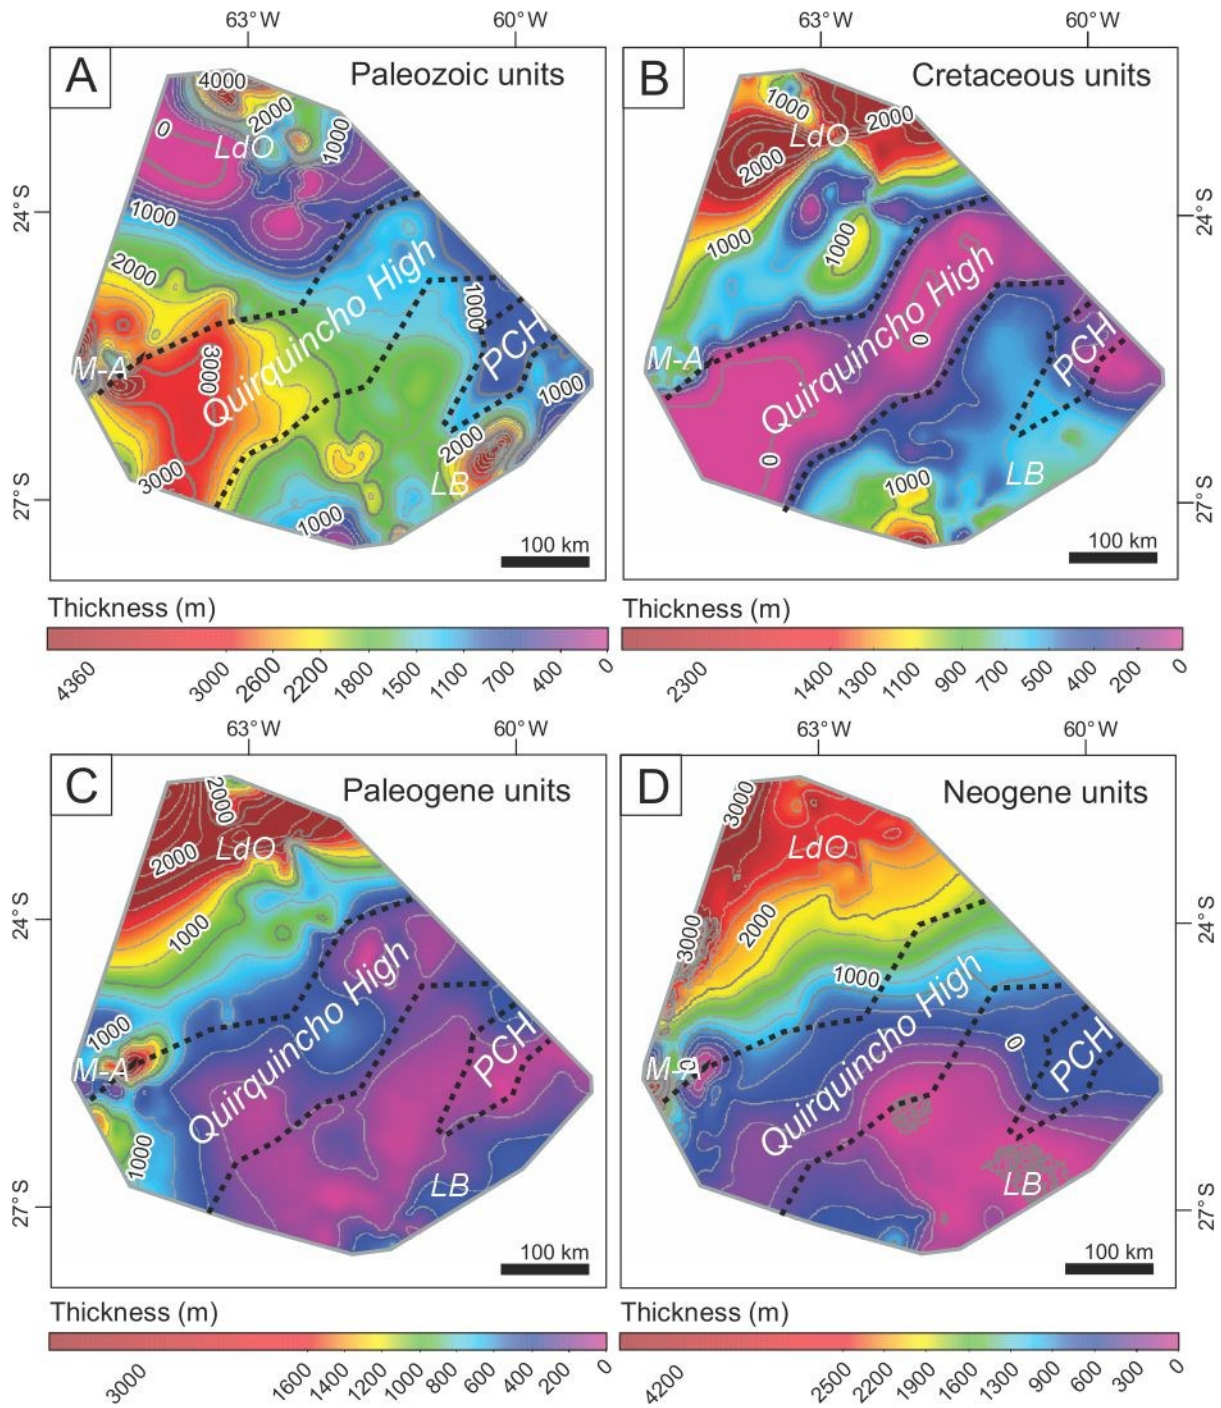 63°W 60°W 63°W 60°W
A Paleozoic units
B Cretaceous units
4000
2000
0
LdO
1000
1000
2000
24°S
Quirquincho High
1000
PCH
1000
M-A
3000
3000
2000
LB
1000
27°S
100 km
1000
2000
LdO
2000
1000
1000
24°S
Quirquincho High
0
PCH
M-A
0
1000
LB
27°S
100 km
Thickness (m)
4360 3000 2600 2200 1800 1500 1100 700 400 0
Thickness (m)
2300 1400 1300 1100 900 700 400 200 0
63°W 60°W 63°W 60°W
C Paleogene units
D Neogene units
2000
2000
LdO
1000
24°S
1000
M-A
Quirquincho High
PCH
1000
LB
27°S
100 km
3000
LdO
3000
2000
24°S
1000
Quirquincho High
0
PCH
M-A
0
LB
27°S
100 km
Thickness (m)
3000 1600 1400 1200 1000 800 600 400 200 0
Thickness (m)
4200 2500 2200 1900 1600 1300 900 600 300 0